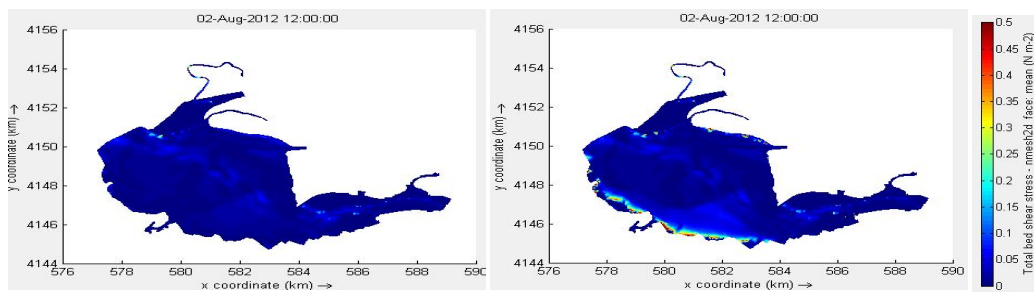 02-Aug-2012 12:00:00
4156
4154
4152
4150
4148
4146
4144
y coordinate (km) →
576 578 580 582 584 586 588 590
x coordinate (km) →
02-Aug-2012 12:00:00
4156
4154
4152
4150
4148
4146
4144
y coordinate (km) →
576 578 580 582 584 586 588 590
x coordinate (km) →
0.5
0.45
0.4
0.35
0.3
0.25
0.2
0.15
0.1
0.05
0
Total bed shear stress - nmesh2d_face: mean (N m-2)